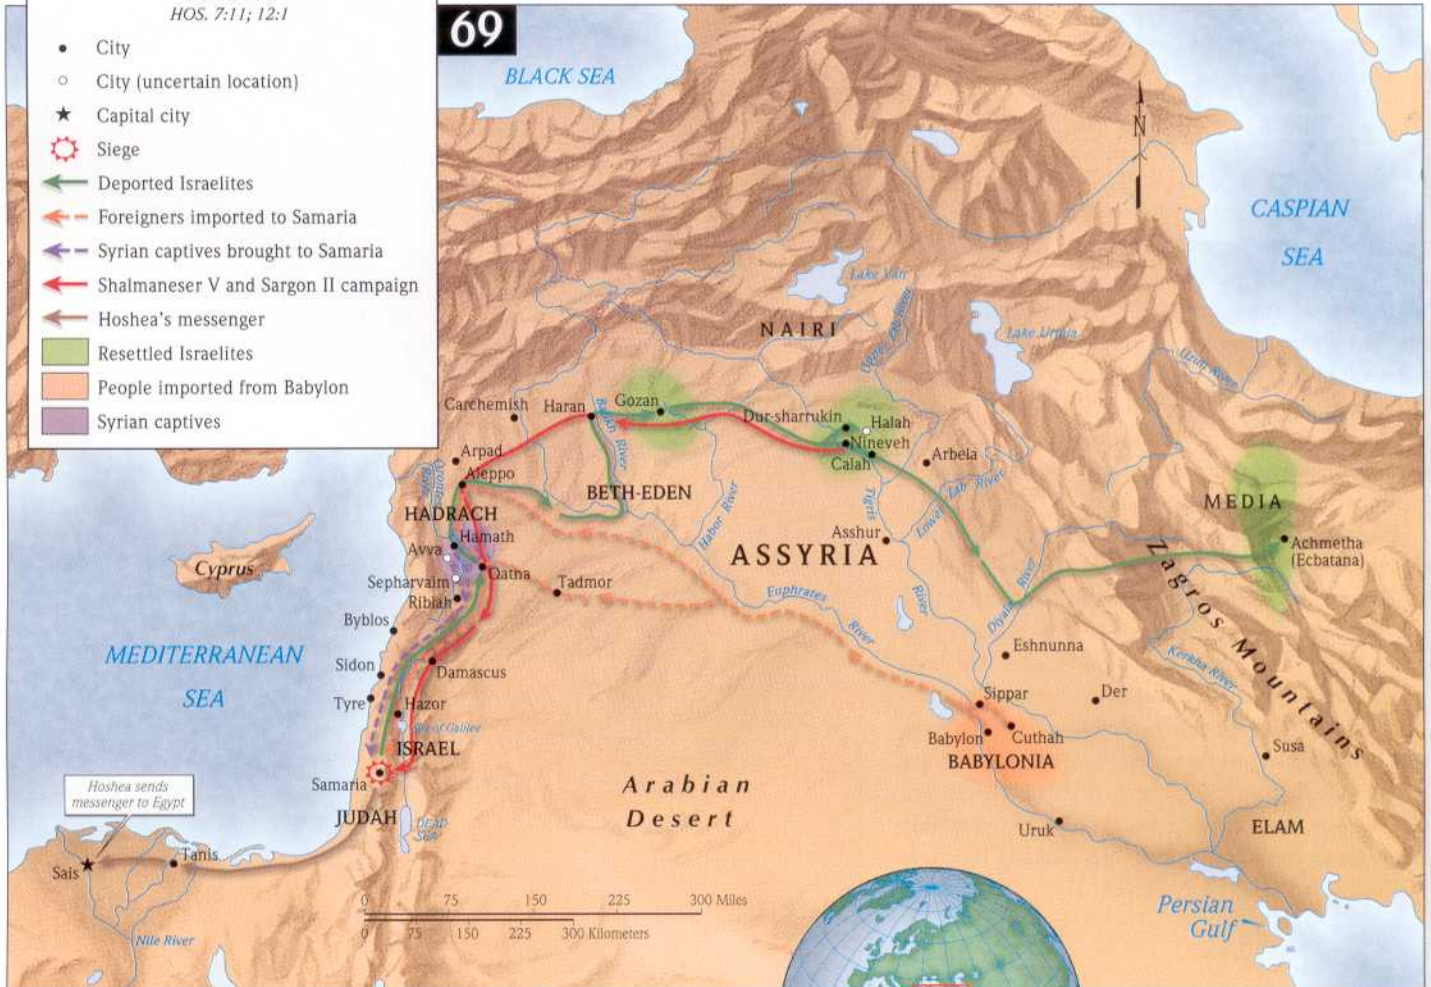 HOS. 7:11; 12:1
City
City (uncertain location)
Capital city
Siege
Deported Israelites
Foreigners imported to Samaria
Syrian captives brought to Samaria
Shalmaneser V and Sargon II campaign
Hoshea's messenger
Resettled Israelites
People imported from Babylon
Syrian captives
69
BLACK SEA
N
CASPIAN
SEA
Lake Van
NAIRI
Upper Zab River
Lake Urmia
Uzun River
Carchemish
Haran
Balikh River
Gozan
Dur-sharrukin
Halah
Nineveh
Calah
Arbela
Arpad
Aleppo
Orontes River
BETH-EDEN
Habor River
Tigris
River
Lower Zab River
MEDIA
HADRACH
Hamath
Avva
Asshur
ASSYRIA
Achmetha
(Ecbatana)
Cyprus
Sepharvaim
Qatna
Tadmor
Riblah
Euphrates
River
Diyala River
Zagros Mountains
Byblos
MEDITERRANEAN
SEA
Sidon
Damascus
Eshnunna
Kerkha River
Tyre
Hazor
Sea of Galilee
Sippar
Der
ISRAEL
Babylon
Cuthah
BABYLONIA
Susa
Samaria
Hoshea sends
messenger to Egypt
Arabian
Desert
JUDAH
DEAD
SEA
Uruk
ELAM
Sais
Tanis
Nile River
0 75 150 225 300 Miles
0 75 150 225 300 Kilometers
Persian
Gulf